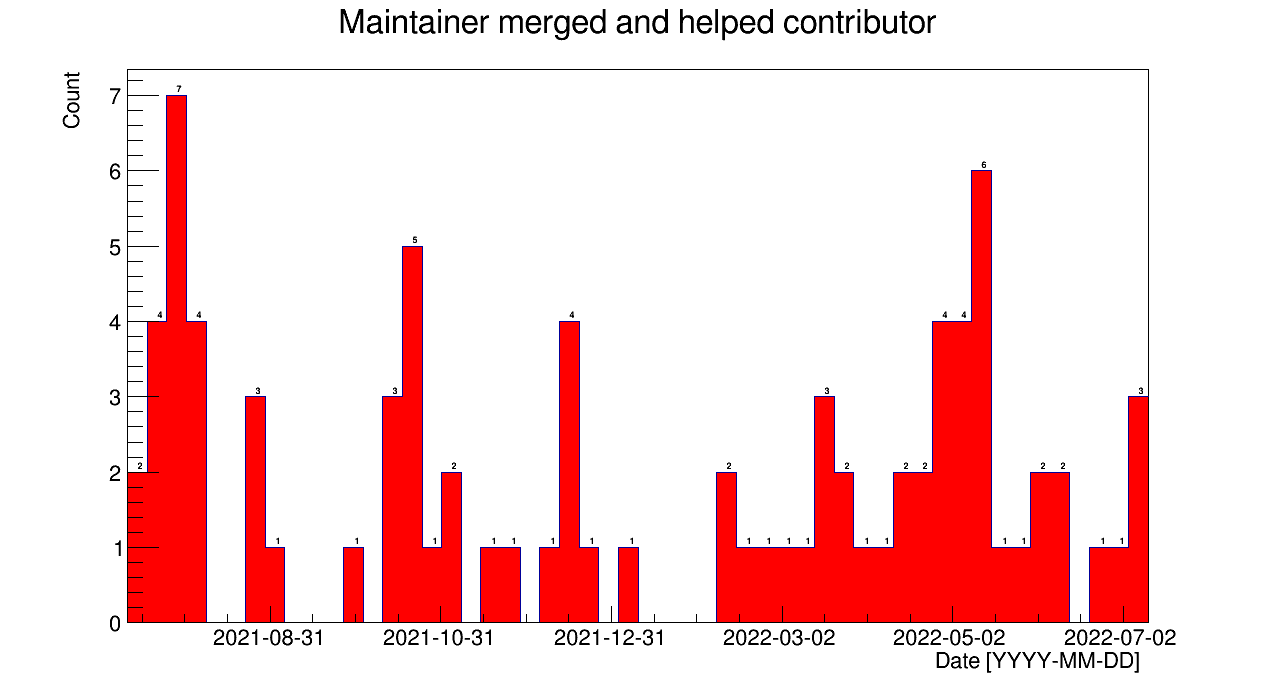 Maintainer merged and helped contributor
Count
7
6
5
4
3
2
1
0
2 4 7 4 3 1 1 3 5 1 2 1 1 1 4 1 1 2 1 1 1 1 3 2 1 1 2 2 4 4 6 1 1 2 2 1 1 3
2021-08-31 2021-10-31 2021-12-31 2022-03-02 2022-05-02 2022-07-02
Date [YYYY-MM-DD]